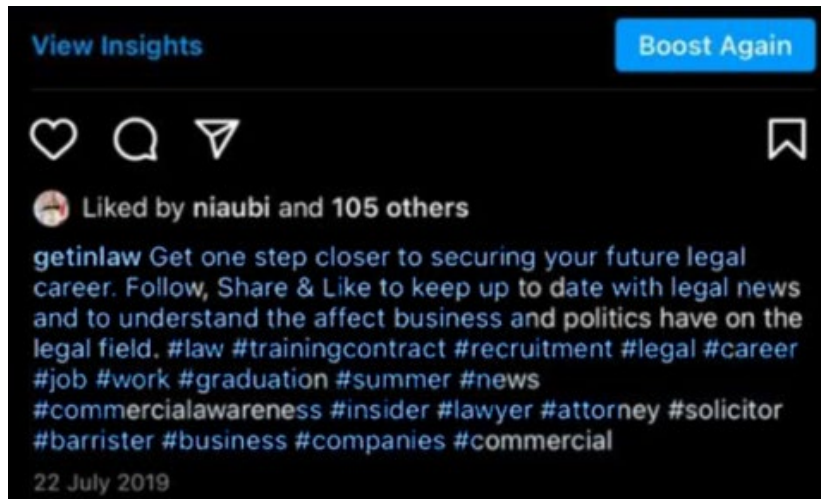 View Insights
Boost Again
Liked by niaubi and 105 others
getinlaw Get one step closer to securing your future legal
career. Follow, Share & Like to keep up to date with legal news
and to understand the affect business and politics have on the
legal field. #law #trainingcontract #recruitment #legal #career
#job #work #graduation #summer #news
#commercialawareness #insider #lawyer #attorney #solicitor
#barrister #business #companies #commercial
22 July 2019